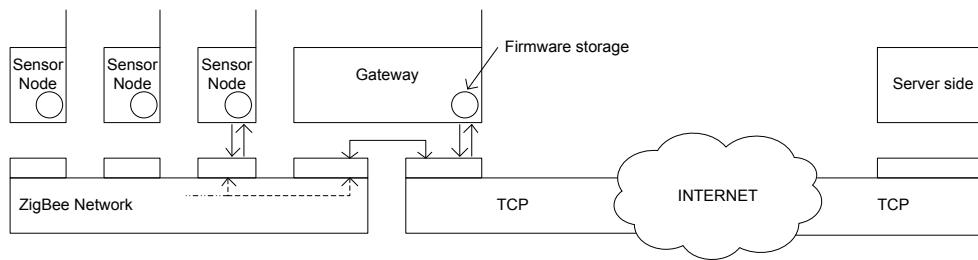 Firmware storage
Sensor
Node
Sensor
Node
Sensor
Node
Gateway
Server side
ZigBee Network
TCP
INTERNET
TCP